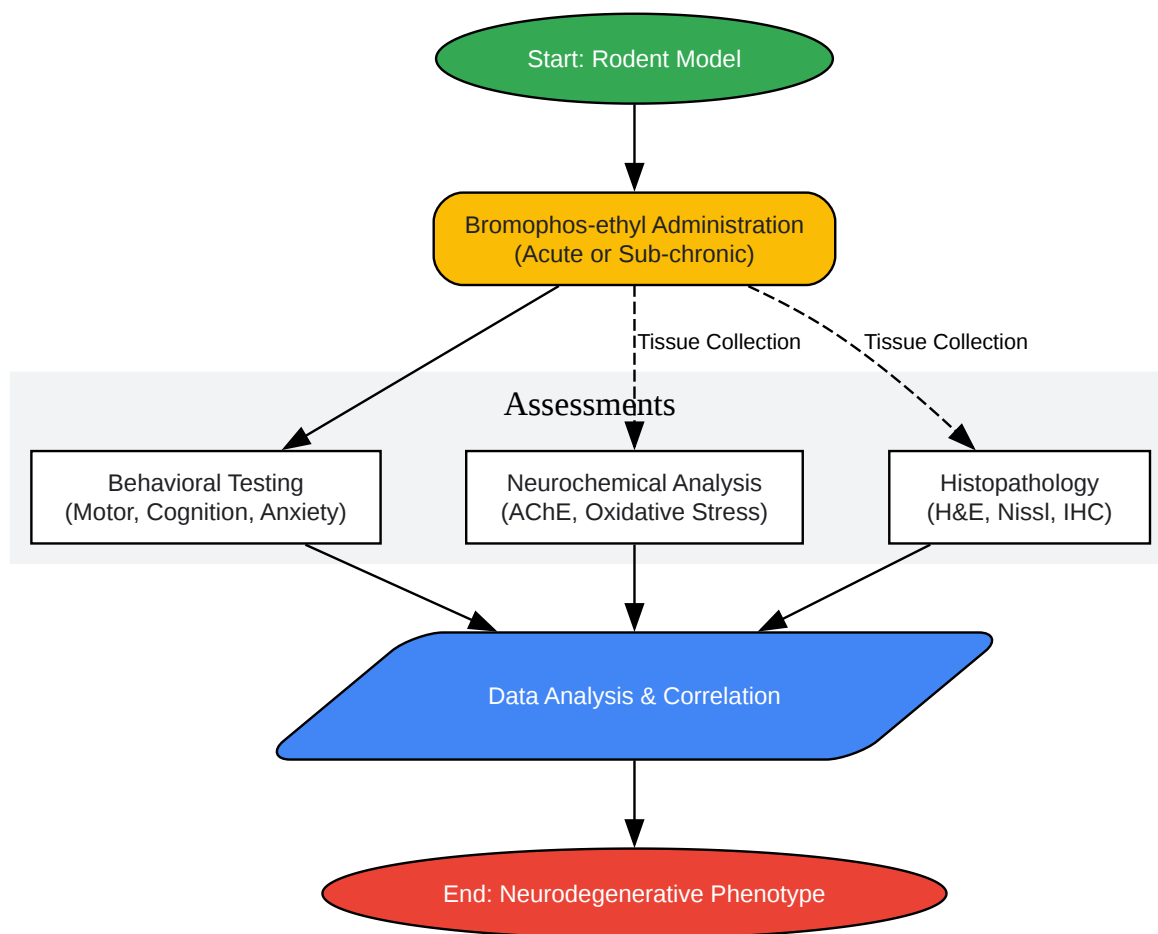 Start: Rodent Model
Bromophos-ethyl Administration
(Acute or Sub-chronic)
Tissue Collection
Tissue Collection
Assessments
Behavioral Testing
(Motor, Cognition, Anxiety)
Neurochemical Analysis
(AChE, Oxidative Stress)
Histopathology
(H&E, Nissl, IHC)
Data Analysis & Correlation
End: Neurodegenerative Phenotype